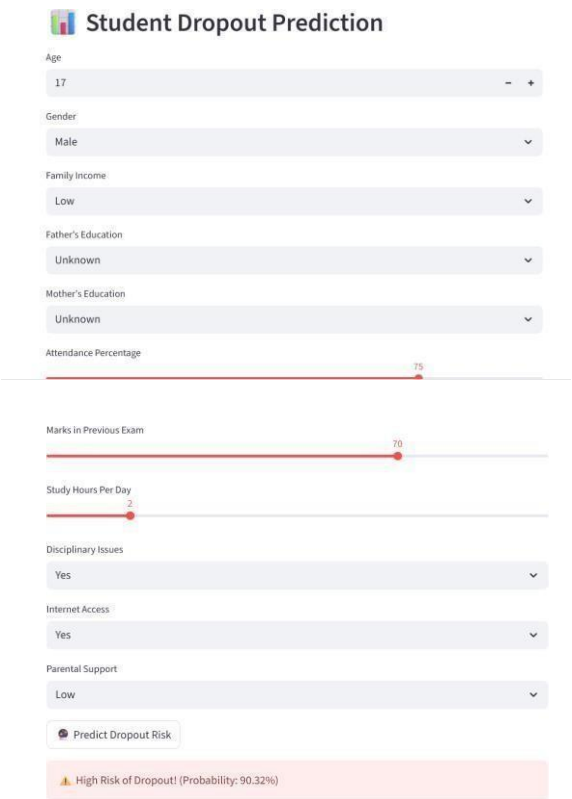 Student Dropout Prediction
Age
17
Gender
Male
Family Income
Low
Father's Education
Unknown
Mother's Education
Unknown
Attendance Percentage
75
Marks in Previous Exam
70
Study Hours Per Day
2
Disciplinary Issues
Yes
Internet Access
Yes
Parental Support
Low
Predict Dropout Risk
High Risk of Dropout! (Probability: 90.32%)